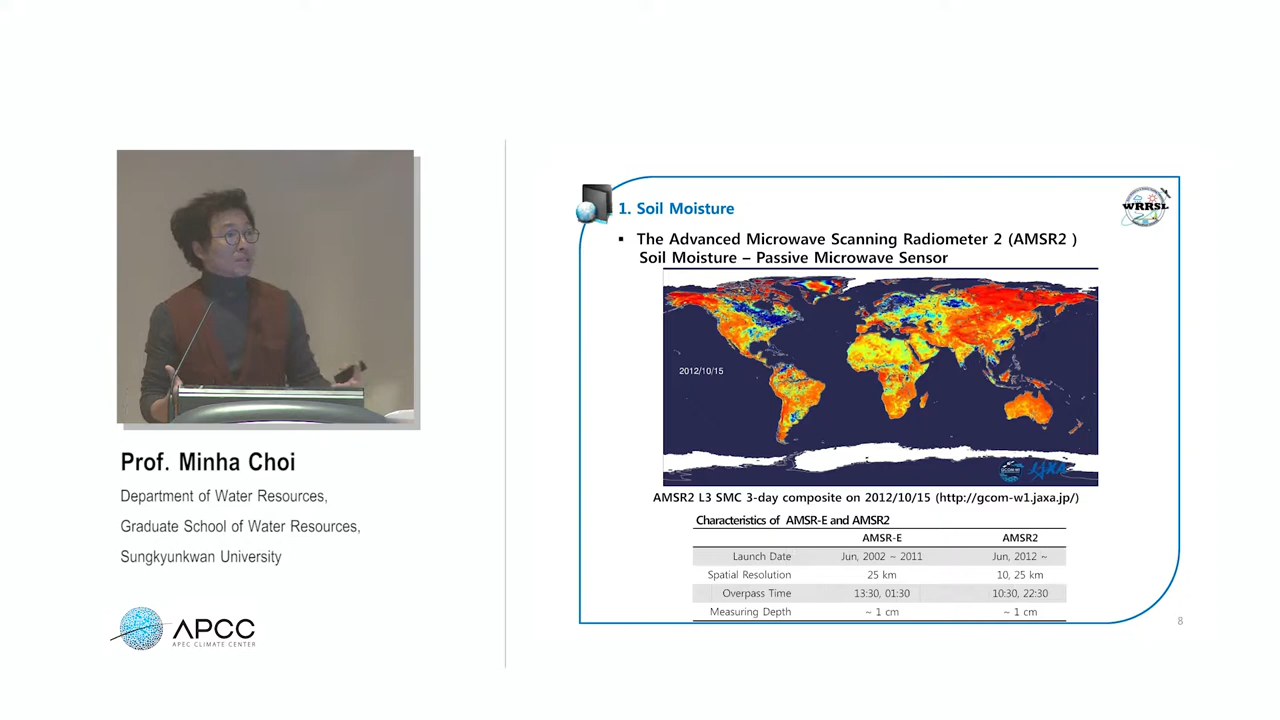 Prof. Minha Choi
Department of Water Resources,
Graduate School of Water Resources,
Sungkyunkwan University
APCC
APEC CLIMATE CENTER
1. Soil Moisture
WRRSL
▪ The Advanced Microwave Scanning Radiometer 2 (AMSR2 )
Soil Moisture – Passive Microwave Sensor
2012/10/15
GCOM-W1
JAXA
AMSR2 L3 SMC 3-day composite on 2012/10/15 (http://gcom-w1.jaxa.jp/)
Characteristics of AMSR-E and AMSR2
AMSR-E AMSR2
Launch Date Jun, 2002 ~ 2011 Jun, 2012 ~
Spatial Resolution 25 km 10, 25 km
Overpass Time 13:30, 01:30 10:30, 22:30
Measuring Depth ~ 1 cm ~ 1 cm
8